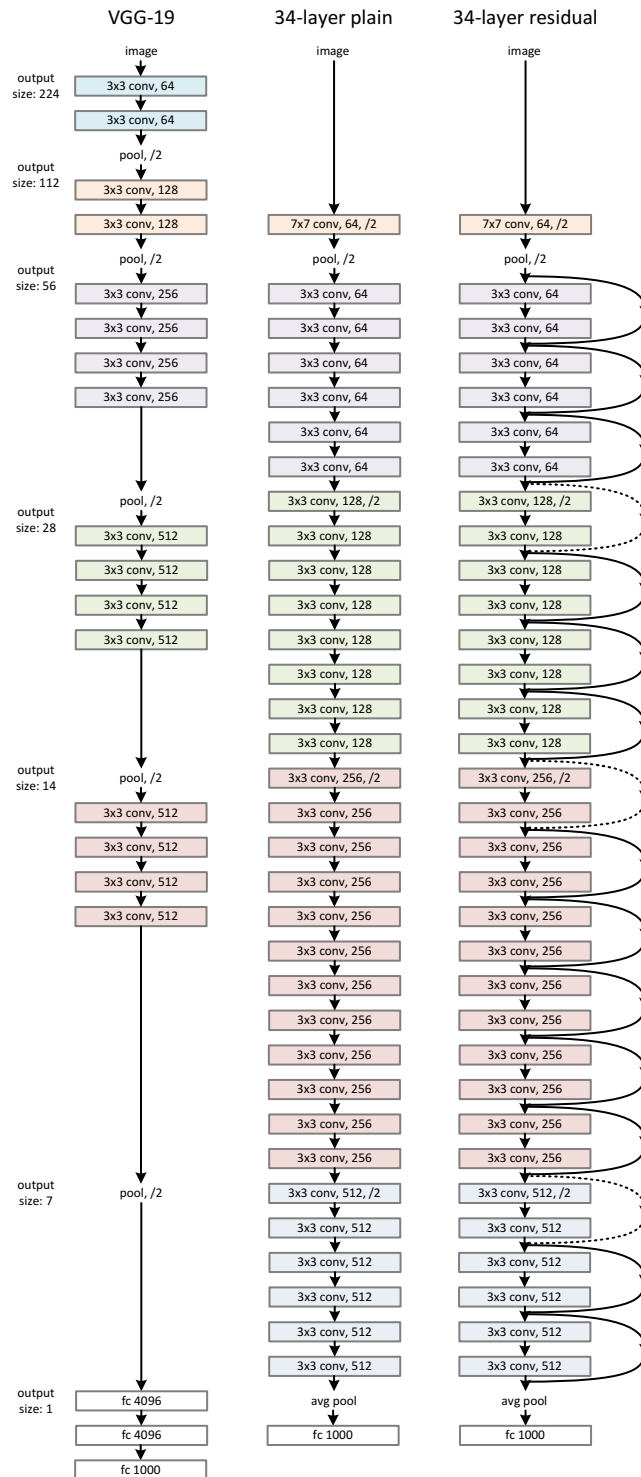 output
size: 224
output
size: 112
output
size: 56
output
size: 28
output
size: 14
output
size: 7
output
size: 1
VGG-19
image
3x3 conv, 64
3x3 conv, 64
pool, /2
3x3 conv, 128
3x3 conv, 128
pool, /2
3x3 conv, 256
3x3 conv, 256
3x3 conv, 256
3x3 conv, 256
pool, /2
3x3 conv, 512
3x3 conv, 512
3x3 conv, 512
3x3 conv, 512
pool, /2
3x3 conv, 512
3x3 conv, 512
3x3 conv, 512
3x3 conv, 512
pool, /2
fc 4096
fc 4096
fc 1000
34-layer plain
image
7x7 conv, 64, /2
pool, /2
3x3 conv, 64
3x3 conv, 64
3x3 conv, 64
3x3 conv, 64
3x3 conv, 64
3x3 conv, 64
3x3 conv, 128, /2
3x3 conv, 128
3x3 conv, 128
3x3 conv, 128
3x3 conv, 128
3x3 conv, 128
3x3 conv, 128
3x3 conv, 128
3x3 conv, 256, /2
3x3 conv, 256
3x3 conv, 256
3x3 conv, 256
3x3 conv, 256
3x3 conv, 256
3x3 conv, 256
3x3 conv, 256
3x3 conv, 256
3x3 conv, 256
3x3 conv, 256
3x3 conv, 256
3x3 conv, 512, /2
3x3 conv, 512
3x3 conv, 512
3x3 conv, 512
3x3 conv, 512
3x3 conv, 512
avg pool
fc 1000
34-layer residual
image
7x7 conv, 64, /2
pool, /2
3x3 conv, 64
3x3 conv, 64
3x3 conv, 64
3x3 conv, 64
3x3 conv, 64
3x3 conv, 64
3x3 conv, 128, /2
3x3 conv, 128
3x3 conv, 128
3x3 conv, 128
3x3 conv, 128
3x3 conv, 128
3x3 conv, 128
3x3 conv, 128
3x3 conv, 256, /2
3x3 conv, 256
3x3 conv, 256
3x3 conv, 256
3x3 conv, 256
3x3 conv, 256
3x3 conv, 256
3x3 conv, 256
3x3 conv, 256
3x3 conv, 256
3x3 conv, 256
3x3 conv, 256
3x3 conv, 512, /2
3x3 conv, 512
3x3 conv, 512
3x3 conv, 512
3x3 conv, 512
3x3 conv, 512
avg pool
fc 1000